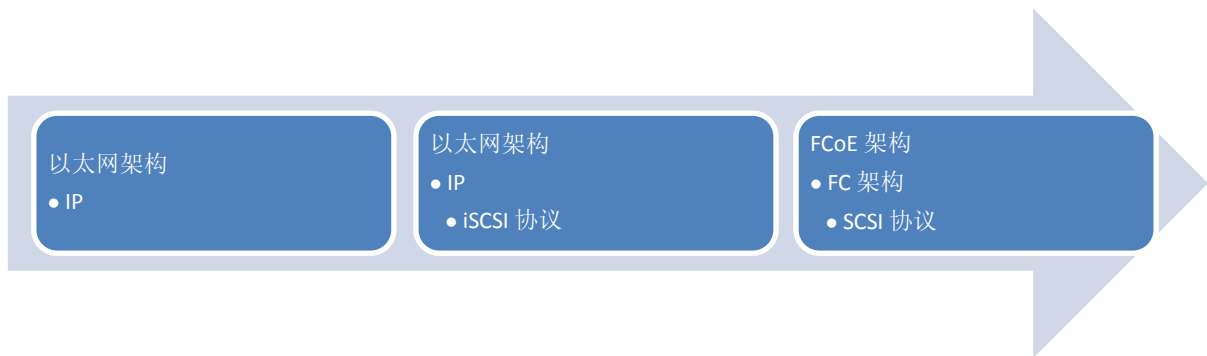 以太网架构
• IP
以太网架构
• IP
• iSCSI 协议
FCoE 架构
• FC 架构
• SCSI 协议